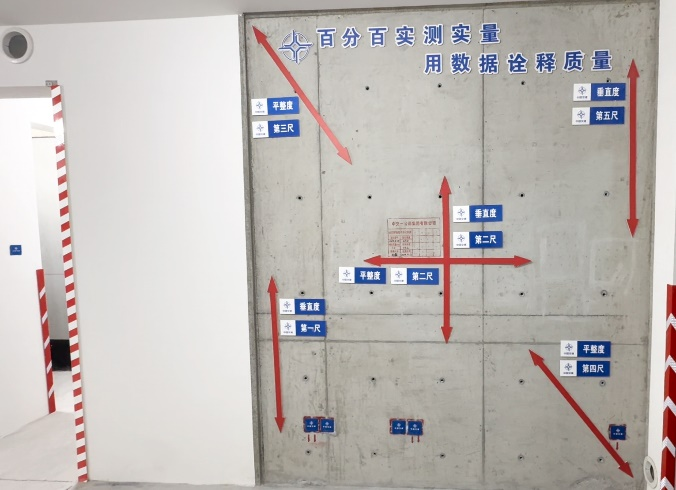 百分百实测实量
用数据诠释质量
平整度
第三尺
垂直度
第五尺
垂直度
第二尺
平整度
第二尺
垂直度
第一尺
平整度
第四尺